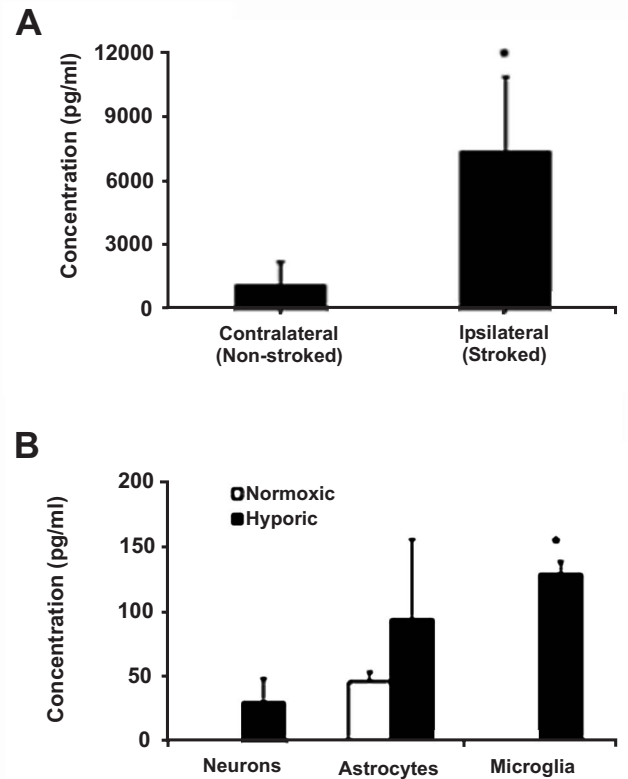 A
Concentration (pg/ml)
12000
9000
6000
3000
0
Contralateral
(Non-stroked)
Ipsilateral
(Stroked)
B
Concentration (pg/ml)
200
150
100
50
0
Normoxic
Hyporic
Neurons
Astrocytes
Microglia